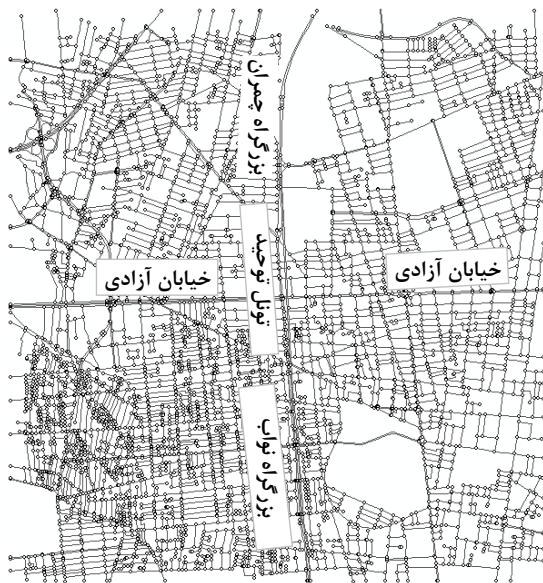 بزرگراه چمران
تونل توحید
خیابان آزادی
خیابان آزادی
بزرگراه نواب